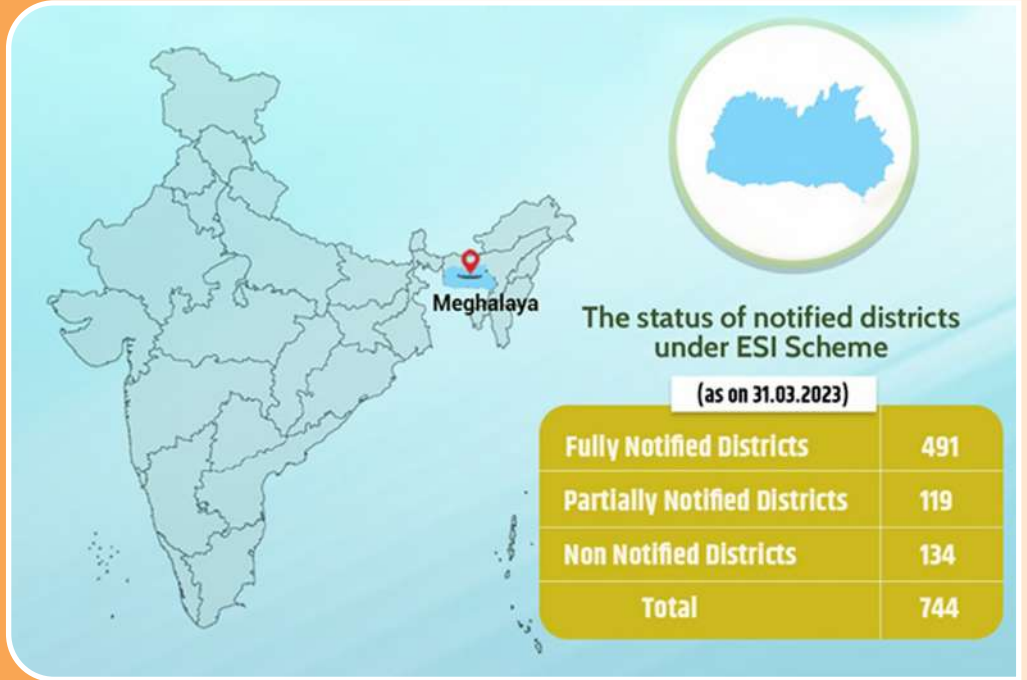 Meghalaya
The status of notified districts
under ESI Scheme
(as on 31.03.2023)
Fully Notified Districts 491
Partially Notified Districts 119
Non Notified Districts 134
Total 744